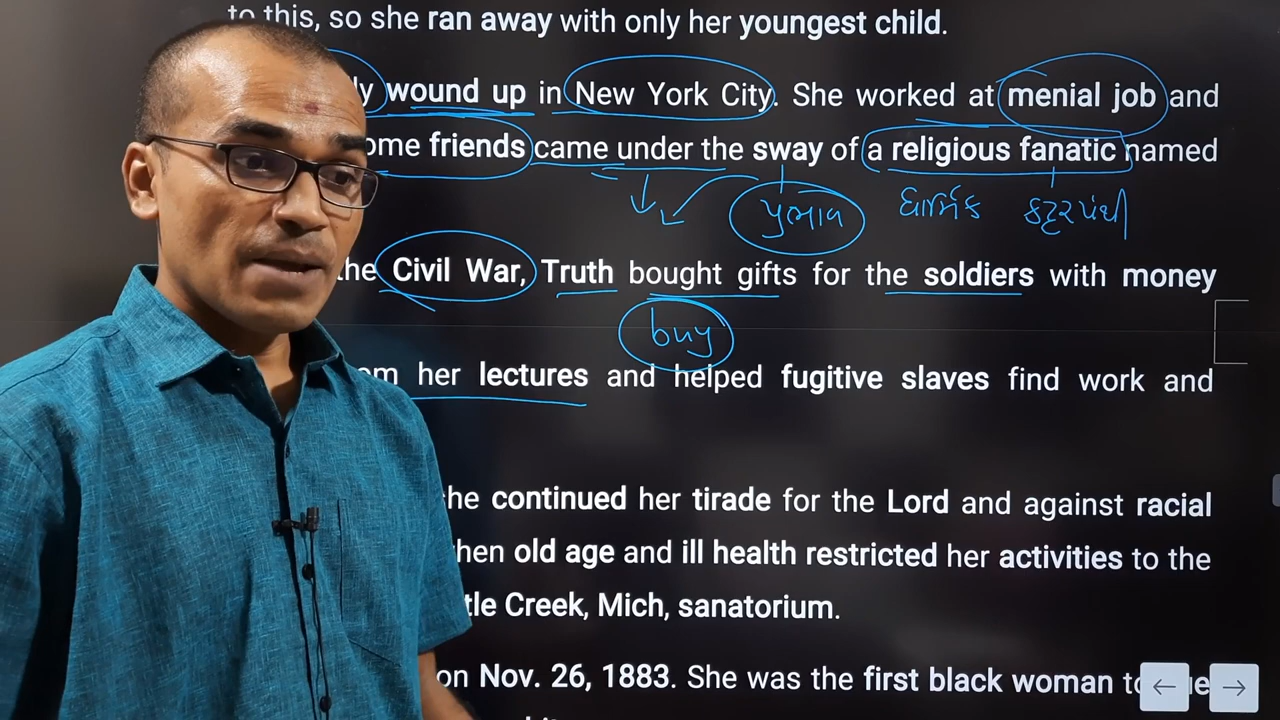 to this, so she ran away with only her youngest child.
wound up in New York City. She worked at menial job and
ome friends came under the sway of a religious fanatic named
પ્રભાવ ધાર્મિક કટ્ટરપંથી
the Civil War, Truth bought gifts for the soldiers with money
buy
om her lectures and helped fugitive slaves find work and
he continued her tirade for the Lord and against racial
hen old age and ill health restricted her activities to the
tle Creek, Mich, sanatorium.
on Nov. 26, 1883. She was the first black woman to